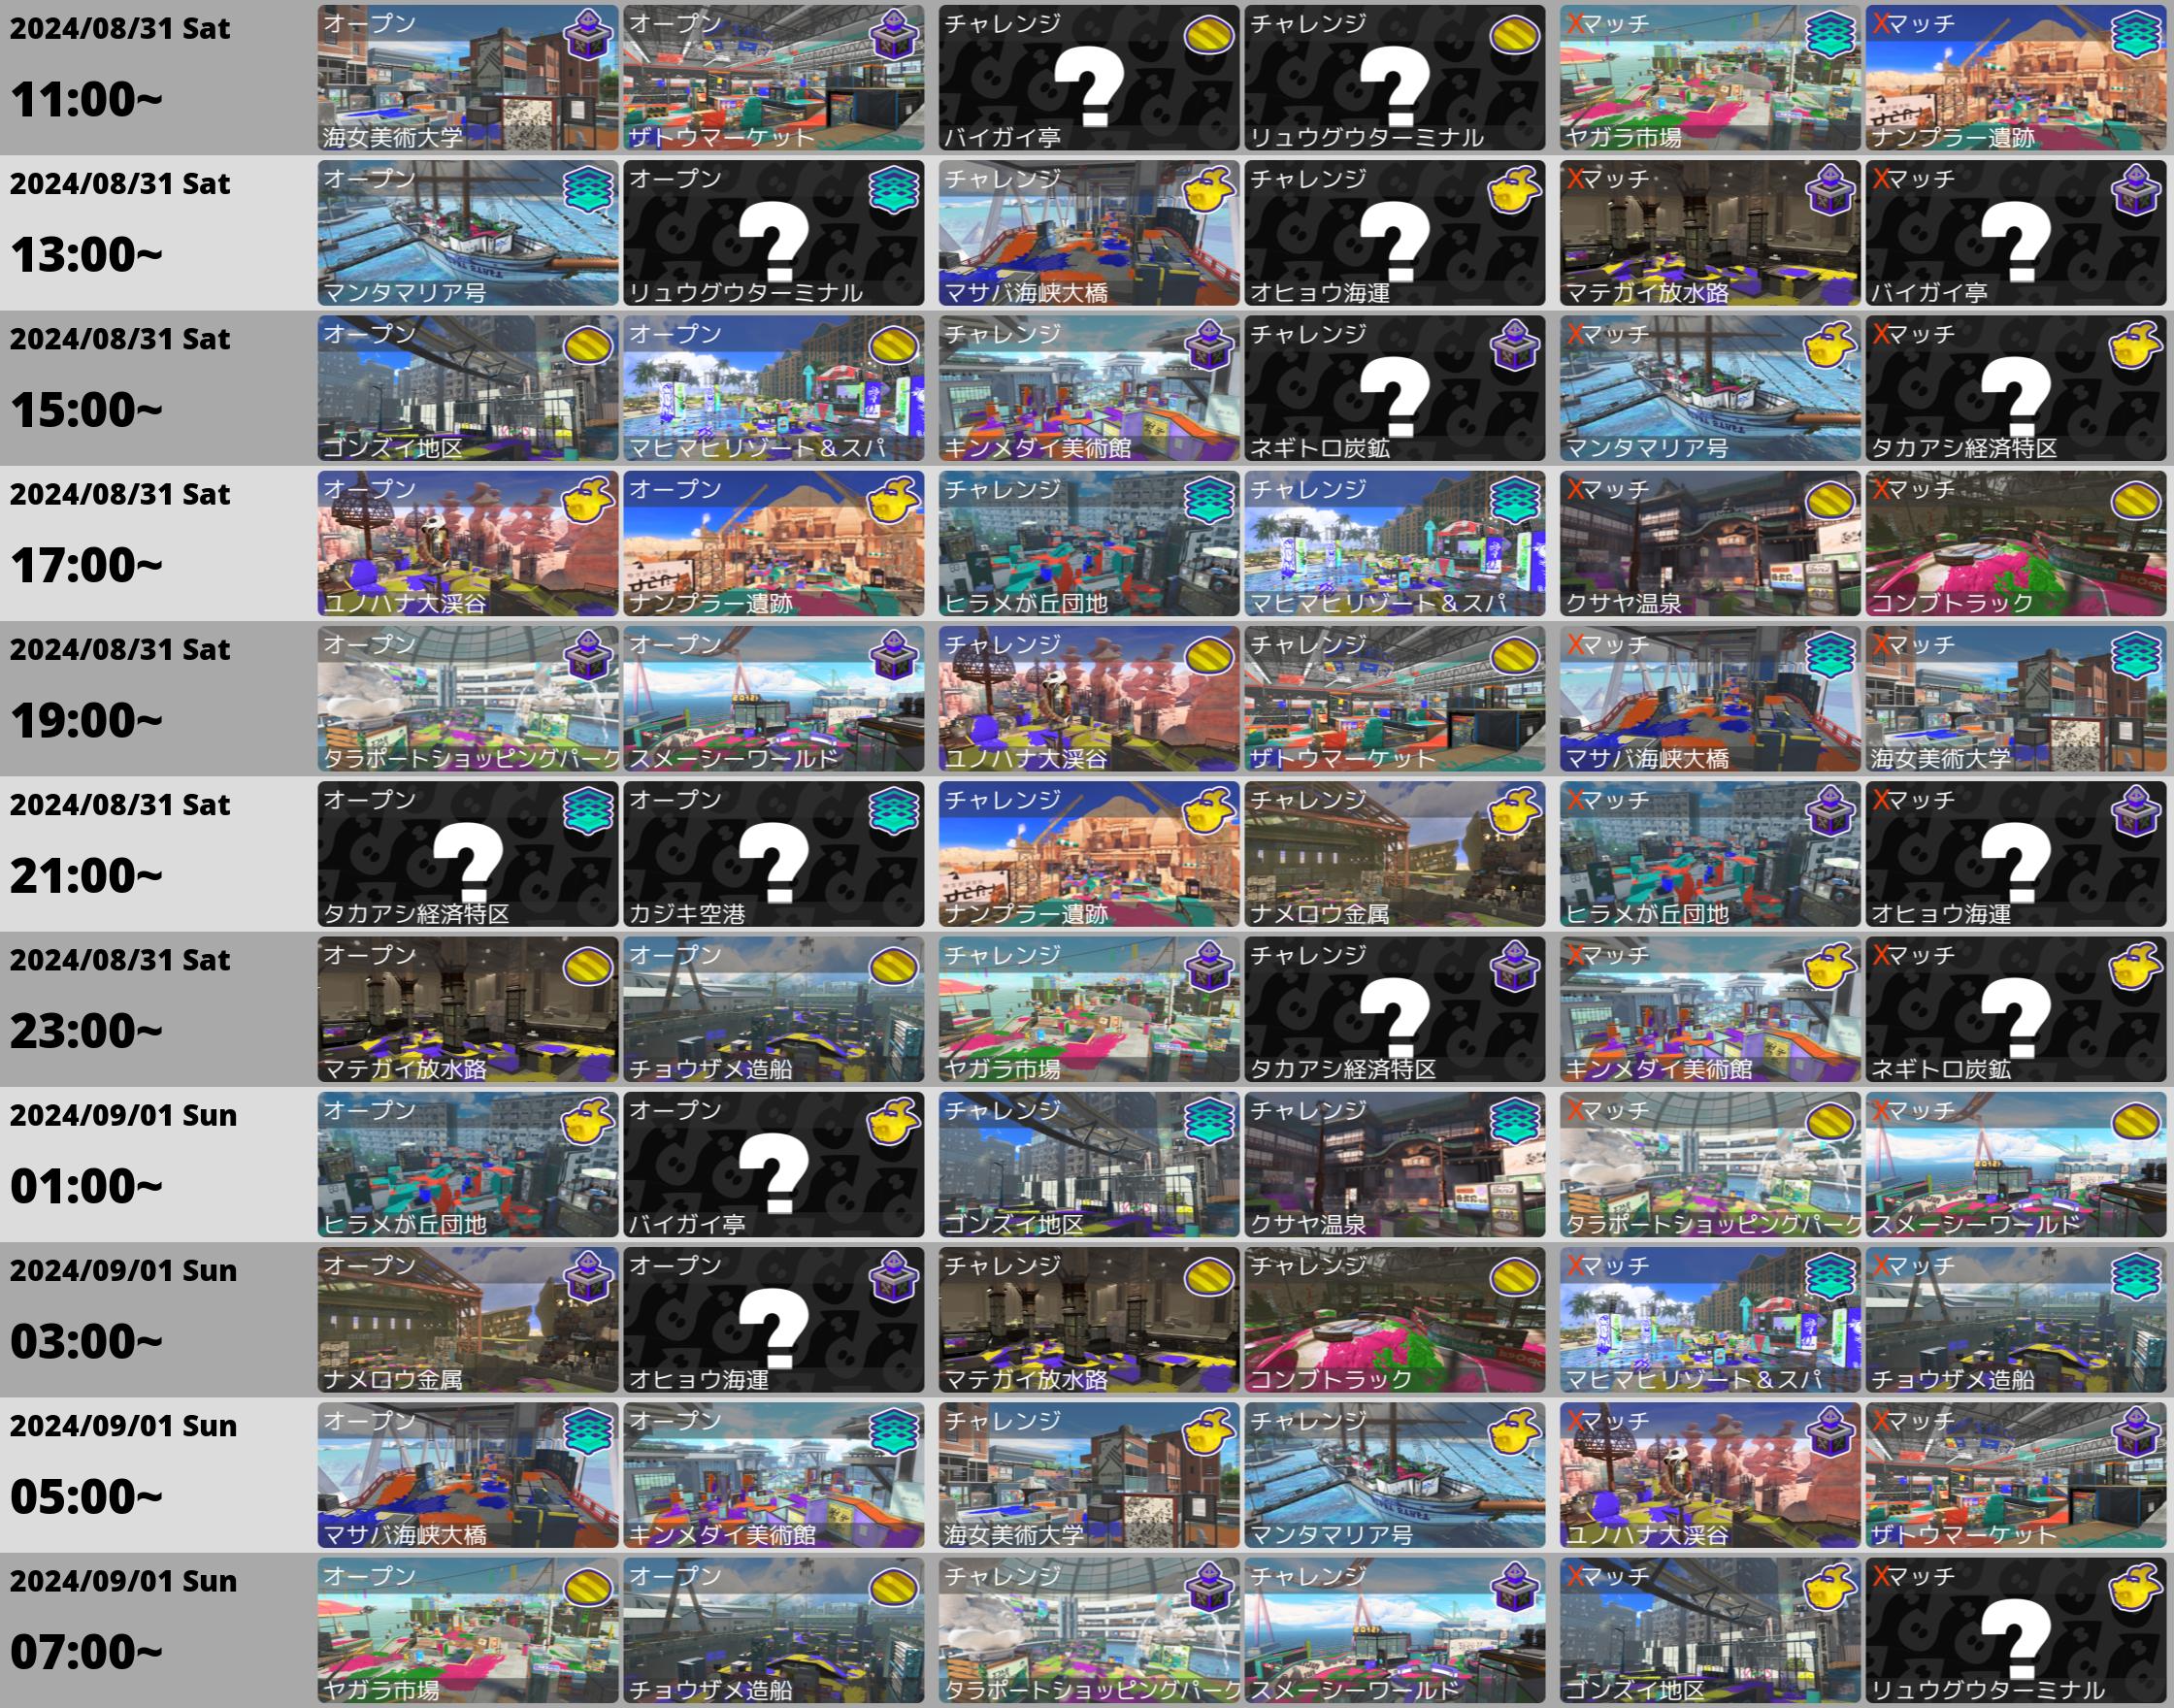 2024/08/31 Sat
11:00~
オープン オープン チャレンジ チャレンジ Xマッチ Xマッチ
海女美術大学 ザトウマーケット バイガイ亭 リュウグウターミナル ヤガラ市場 ナンプラー遺跡
2024/08/31 Sat
13:00~
オープン オープン チャレンジ チャレンジ Xマッチ Xマッチ
マンタマリア号 リュウグウターミナル マサバ海峡大橋 オヒョウ海運 マテガイ放水路 バイガイ亭
2024/08/31 Sat
15:00~
オープン オープン チャレンジ チャレンジ Xマッチ Xマッチ
ゴンズイ地区 マヒマヒリゾート&スパ キンメダイ美術館 ネギトロ炭鉱 マンタマリア号 タカアシ経済特区
2024/08/31 Sat
17:00~
オープン オープン チャレンジ チャレンジ Xマッチ Xマッチ
ユノハナ大渓谷 ナンプラー遺跡 ヒラメが丘団地 マヒマヒリゾート&スパ クサヤ温泉 コンブトラック
2024/08/31 Sat
19:00~
オープン オープン チャレンジ チャレンジ Xマッチ Xマッチ
タラポートショッピングパーク スメーシーワールド ユノハナ大渓谷 ザトウマーケット マサバ海峡大橋 海女美術大学
2024/08/31 Sat
21:00~
オープン オープン チャレンジ チャレンジ Xマッチ Xマッチ
タカアシ経済特区 カジキ空港 ナンプラー遺跡 ナメロウ金属 ヒラメが丘団地 オヒョウ海運
2024/08/31 Sat
23:00~
オープン オープン チャレンジ チャレンジ Xマッチ Xマッチ
マテガイ放水路 チョウザメ造船 ヤガラ市場 タカアシ経済特区 キンメダイ美術館 ネギトロ炭鉱
2024/09/01 Sun
01:00~
オープン オープン チャレンジ チャレンジ Xマッチ Xマッチ
ヒラメが丘団地 バイガイ亭 ゴンズイ地区 クサヤ温泉 タラポートショッピングパーク スメーシーワールド
2024/09/01 Sun
03:00~
オープン オープン チャレンジ チャレンジ Xマッチ Xマッチ
ナメロウ金属 オヒョウ海運 マテガイ放水路 コンブトラック マヒマヒリゾート&スパ チョウザメ造船
2024/09/01 Sun
05:00~
オープン オープン チャレンジ チャレンジ Xマッチ Xマッチ
マサバ海峡大橋 キンメダイ美術館 海女美術大学 マンタマリア号 ユノハナ大渓谷 ザトウマーケット
2024/09/01 Sun
07:00~
オープン オープン チャレンジ チャレンジ Xマッチ Xマッチ
ヤガラ市場 チョウザメ造船 タラポートショッピングパーク スメーシーワールド ゴンズイ地区 リュウグウターミナル